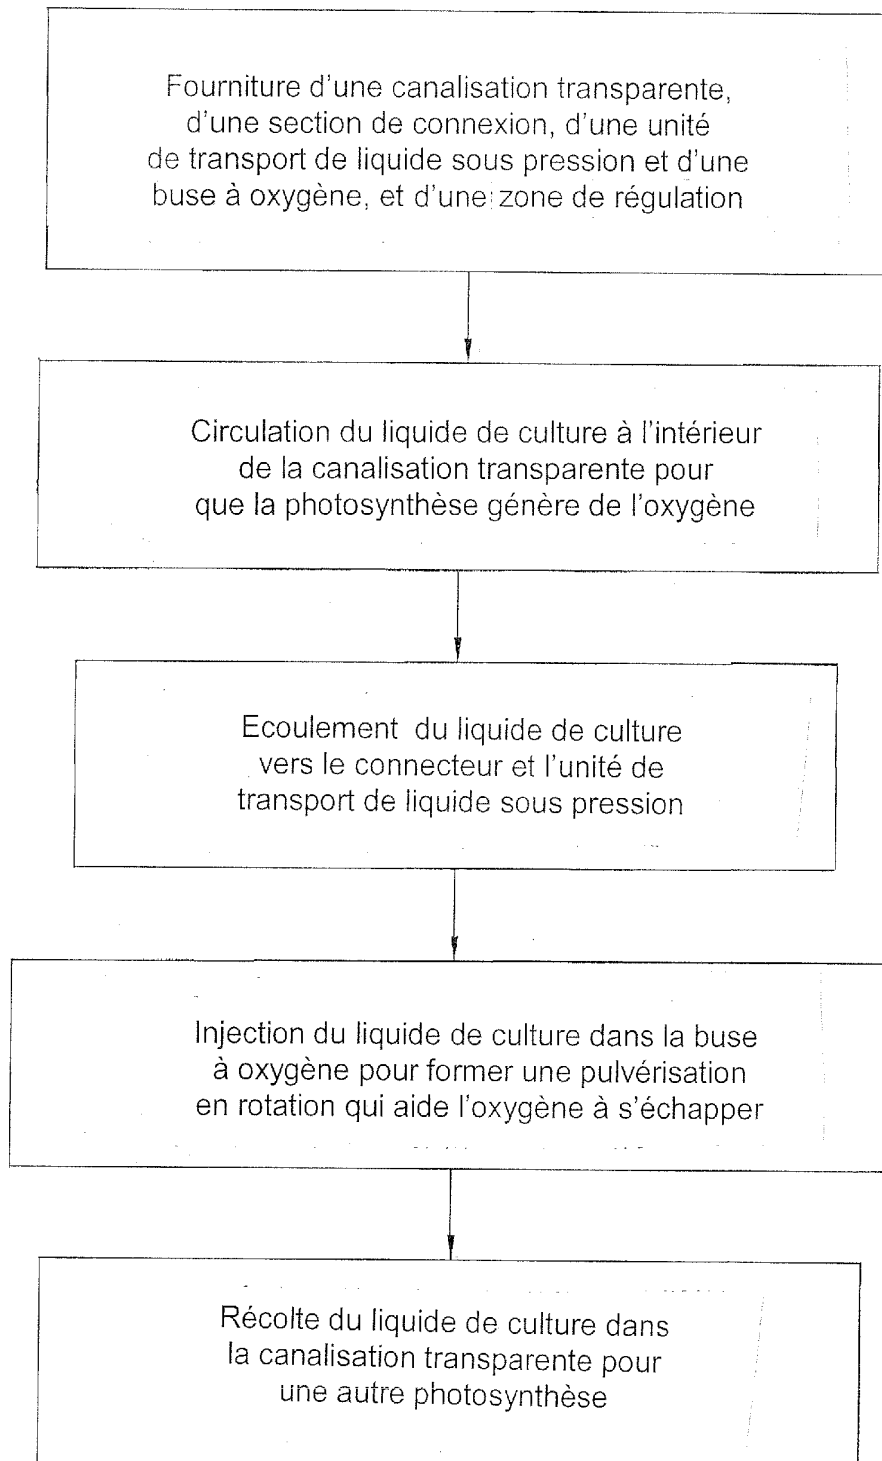 Fourniture d'une canalisation transparente,
d'une section de connexion, d'une unité
de transport de liquide sous pression et d'une
buse à oxygène, et d'une zone de régulation
Circulation du liquide de culture à l'intérieur
de la canalisation transparente pour
que la photosynthèse génère de l'oxygène
Ecoulement du liquide de culture
vers le connecteur et l'unité de
transport de liquide sous pression
Injection du liquide de culture dans la buse
à oxygène pour former une pulvérisation
en rotation qui aide l'oxygène à s'échapper
Récolte du liquide de culture dans
la canalisation transparente pour
une autre photosynthèse